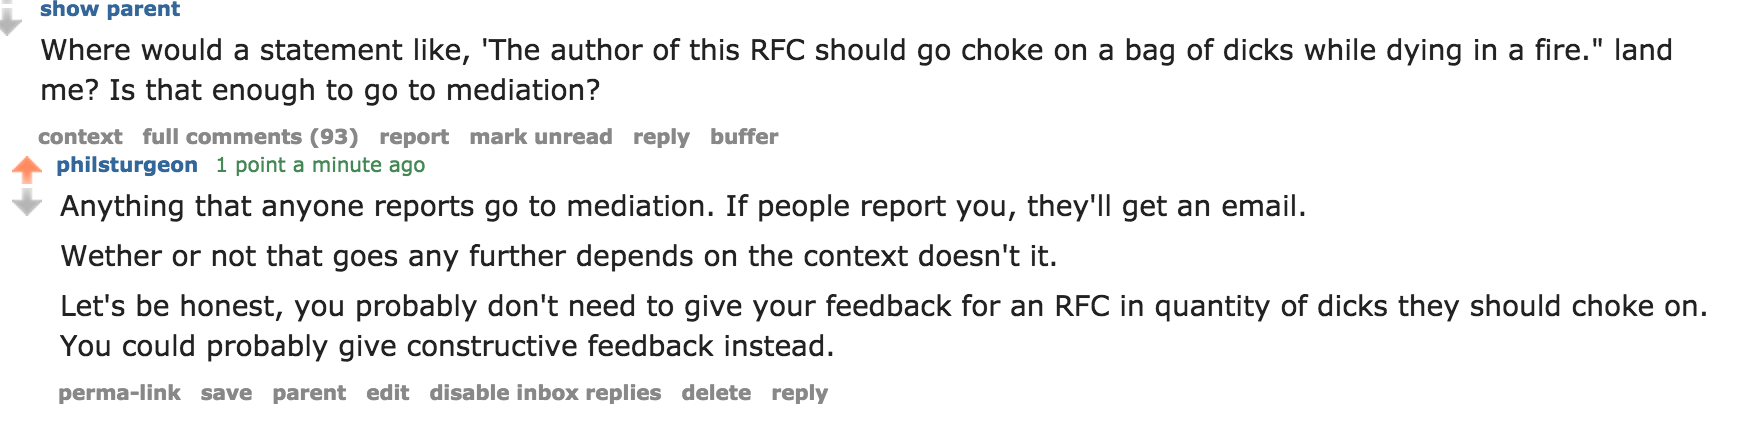 show parent
Where would a statement like, 'The author of this RFC should go choke on a bag of dicks while dying in a fire." land
me? Is that enough to go to mediation?
context full comments (93) report mark unread reply buffer
philsturgeon 1 point a minute ago
Anything that anyone reports go to mediation. If people report you, they'll get an email.
Wether or not that goes any further depends on the context doesn't it.
Let's be honest, you probably don't need to give your feedback for an RFC in quantity of dicks they should choke on.
You could probably give constructive feedback instead.
perma-link save parent edit disable inbox replies delete reply